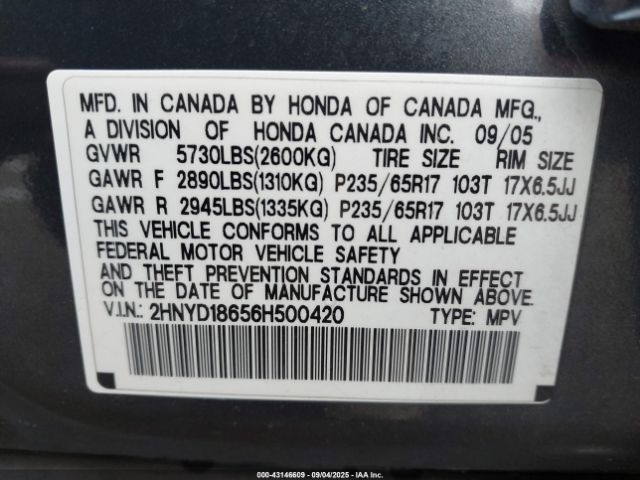 MFD. IN CANADA BY HONDA OF CANADA MFG.,
A DIVISION OF HONDA CANADA INC. 09/05
GVWR 5730LBS(2600KG) TIRE SIZE RIM SIZE
GAWR F 2890LBS(1310KG) P235/65R17 103T 17X6.5JJ
GAWR R 2945LBS(1335KG) P235/65R17 103T 17X6.5JJ
THIS VEHICLE CONFORMS TO ALL APPLICABLE
FEDERAL MOTOR VEHICLE SAFETY
AND THEFT PREVENTION STANDARDS IN EFFECT
ON THE DATE OF MANUFACTURE SHOWN ABOVE.
V.I.N.: 2HNYD18656H500420 TYPE: MPV
000-43146609 - 09/04/2025 - IAA Inc.